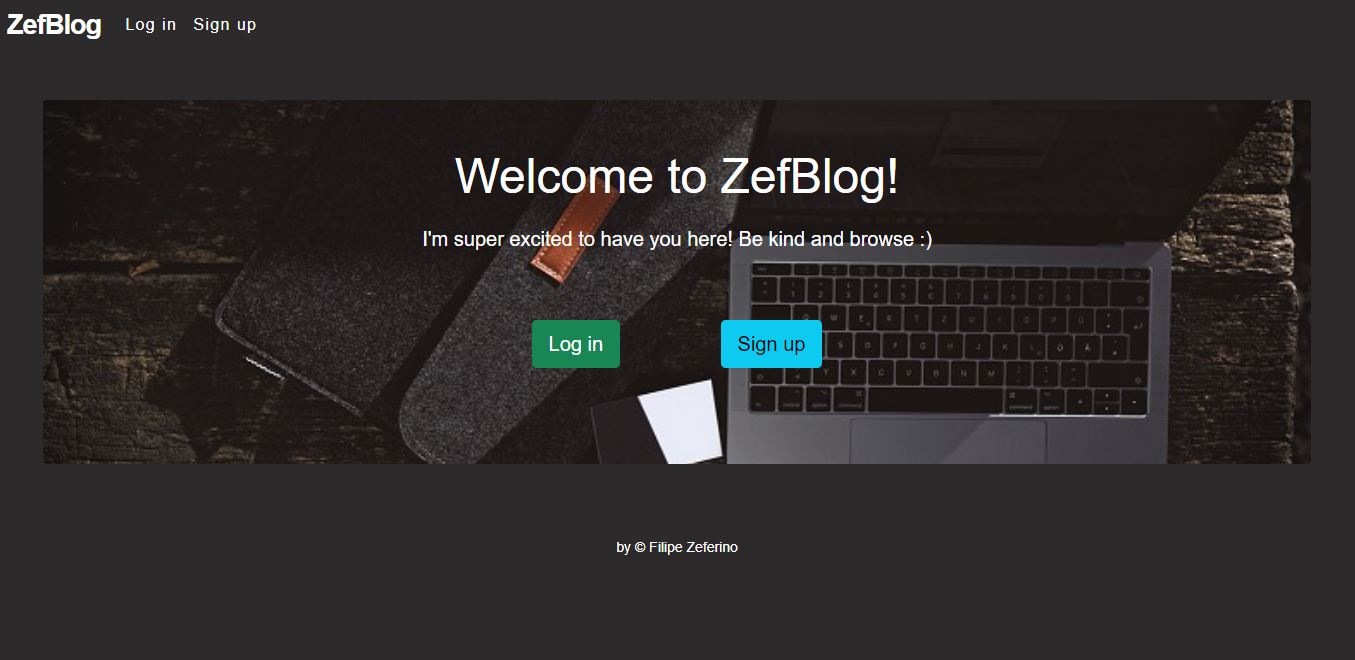 ZefBlog Log in Sign up
Welcome to ZefBlog!
I'm super excited to have you here! Be kind and browse :)
Log in Sign up
by © Filipe Zeferino